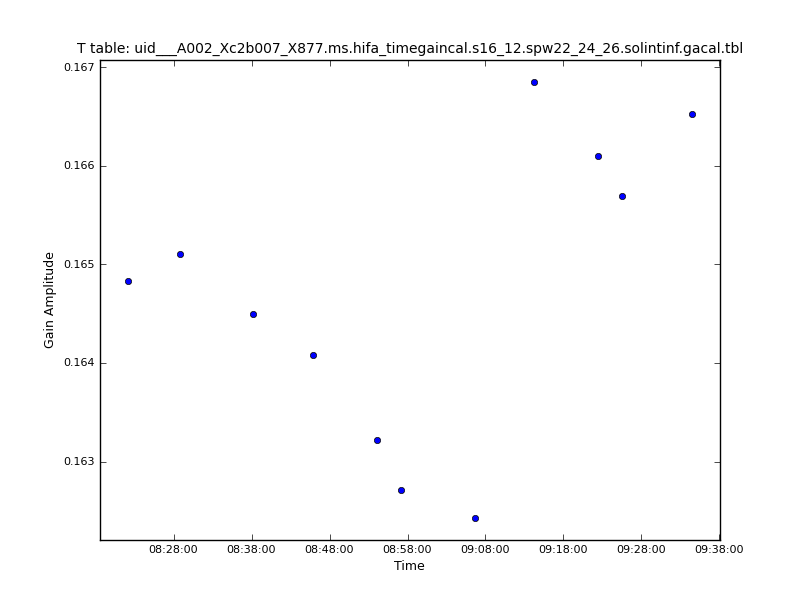 T table: uid___A002_Xc2b007_X877.ms.hifa_timegaincal.s16_12.spw22_24_26.solintinf.gacal.tbl
0.167
0.166
0.165
0.164
0.163
Gain Amplitude
08:28:00 08:38:00 08:48:00 08:58:00 09:08:00 09:18:00 09:28:00 09:38:00
Time